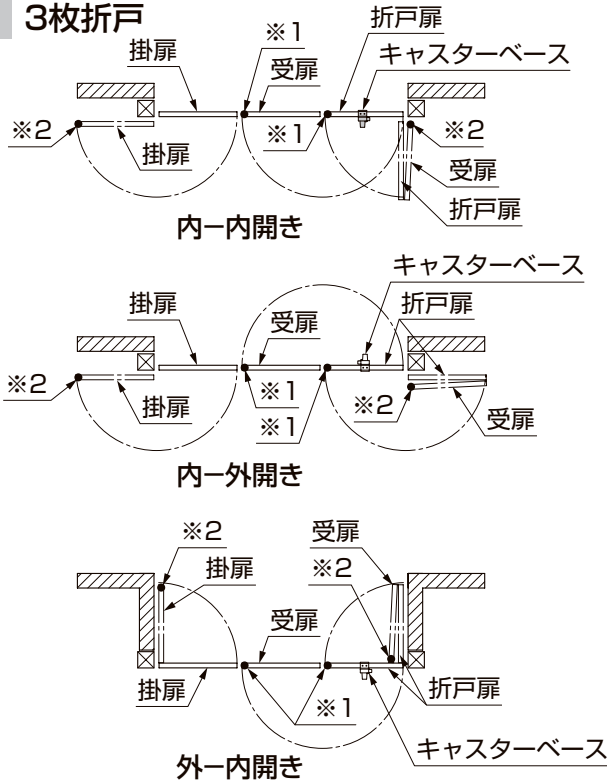 3枚折戸
掛扉
※1
受扉
折戸扉
キャスターベース
※2
掛扉
※1
※2
受扉
折戸扉
内−内開き
キャスターベース
掛扉
受扉
折戸扉
※2
掛扉
※1
※1
※2
受扉
内−外開き
※2
掛扉
受扉
※2
受扉
掛扉
※1
折戸扉
キャスターベース
外−内開き